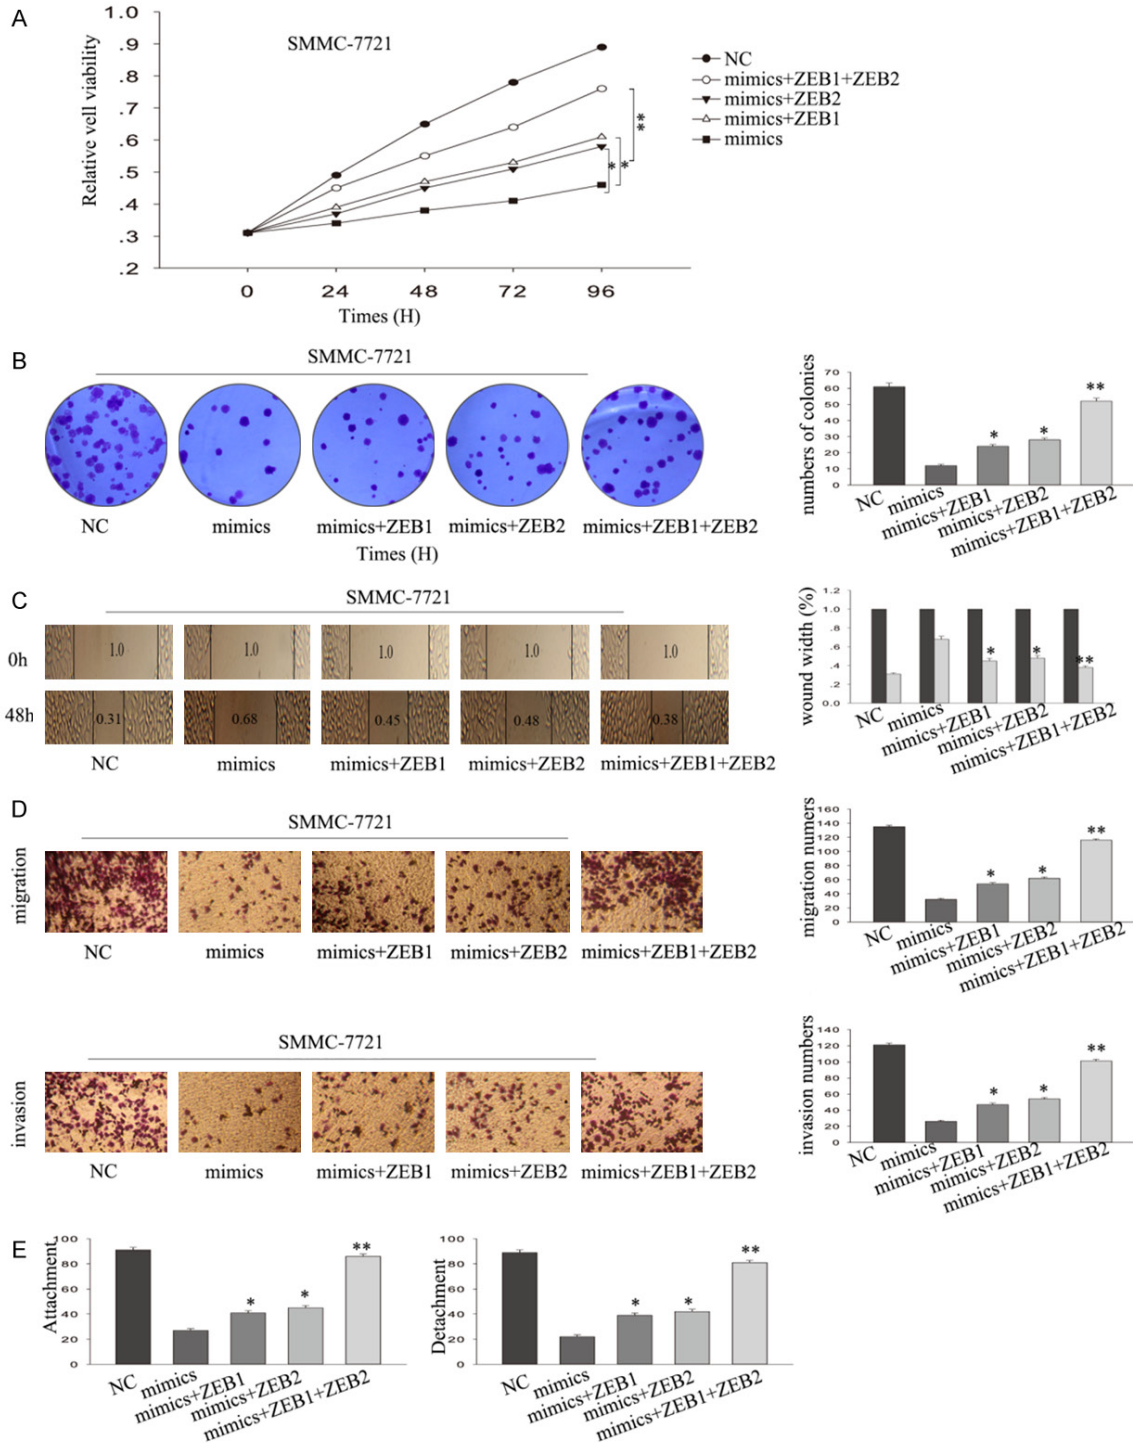 A
Relative vell viability
1.0
.9
.8
.7
.6
.5
.4
.3
.2
SMMC-7721
NC
mimics+ZEB1+ZEB2
mimics+ZEB2
mimics+ZEB1
mimics
**
*
*
0 24 48 72 96
Times (H)
B
SMMC-7721
NC mimics mimics+ZEB1 mimics+ZEB2 mimics+ZEB1+ZEB2
Times (H)
numbers of colonies
70
60
50
40
30
20
10
0
* * **
NC mimics mimics+ZEB1 mimics+ZEB2 mimics+ZEB1+ZEB2
C
SMMC-7721
0h
1.0 1.0 1.0 1.0 1.0
48h
0.31 0.68 0.45 0.48 0.38
NC mimics mimics+ZEB1 mimics+ZEB2 mimics+ZEB1+ZEB2
wound width (%)
1.2
1.0
.8
.6
.4
.2
0.0
* * **
NC mimics mimics+ZEB1 mimics+ZEB2 mimics+ZEB1+ZEB2
D
SMMC-7721
migration
NC mimics mimics+ZEB1 mimics+ZEB2 mimics+ZEB1+ZEB2
migration numers
160
140
120
100
80
60
40
20
0
* * **
NC mimics mimics+ZEB1 mimics+ZEB2 mimics+ZEB1+ZEB2
SMMC-7721
invasion
NC mimics mimics+ZEB1 mimics+ZEB2 mimics+ZEB1+ZEB2
invasion numbers
140
120
100
80
60
40
20
0
* * **
NC mimics mimics+ZEB1 mimics+ZEB2 mimics+ZEB1+ZEB2
E
Attachment
100
80
60
40
20
0
* * **
NC mimics mimics+ZEB1 mimics+ZEB2 mimics+ZEB1+ZEB2
Detachment
100
80
60
40
20
0
* * **
NC mimics mimics+ZEB1 mimics+ZEB2 mimics+ZEB1+ZEB2